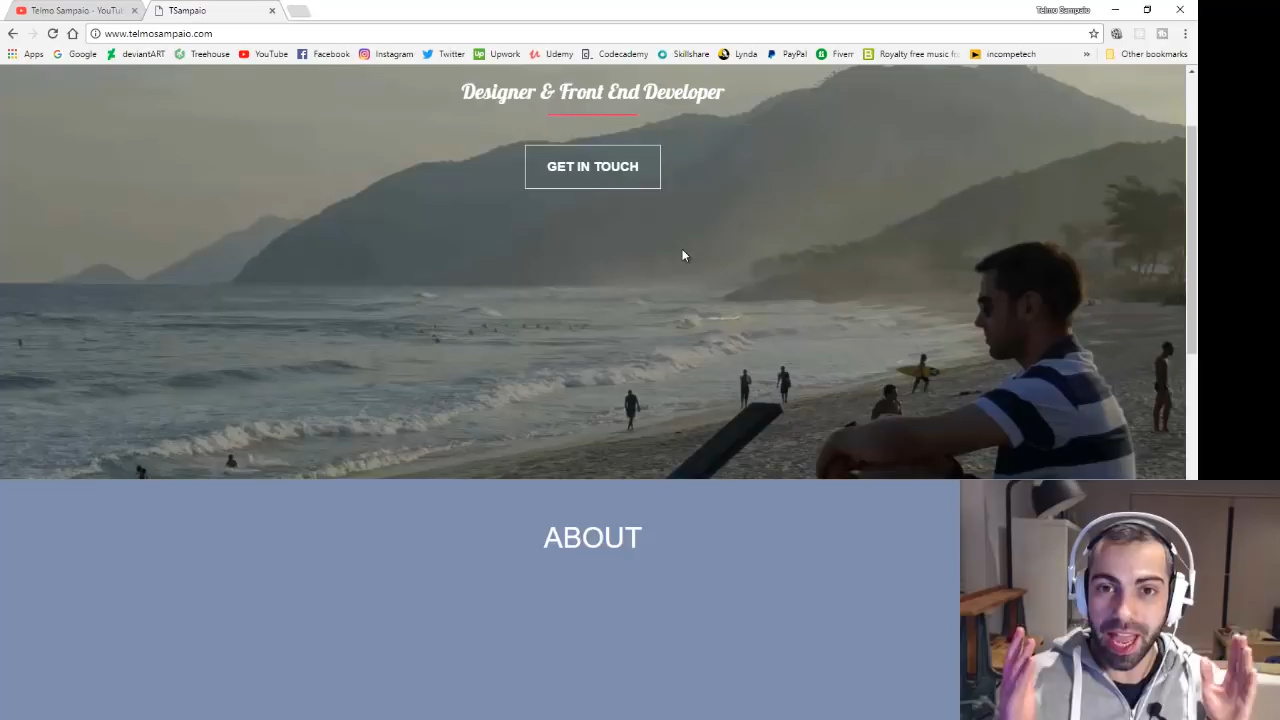 Telmo Sampaio - YouTub
TSampaio
Telmo Sampaio
www.telmosampaio.com
Apps
Google
deviantART
Treehouse
YouTube
Facebook
Instagram
Twitter
Upwork
Udemy
Codecademy
Skillshare
Lynda
PayPal
Fiverr
Royalty free music fr
incompetech
»
Other bookmarks
Designer & Front End Developer
GET IN TOUCH
ABOUT